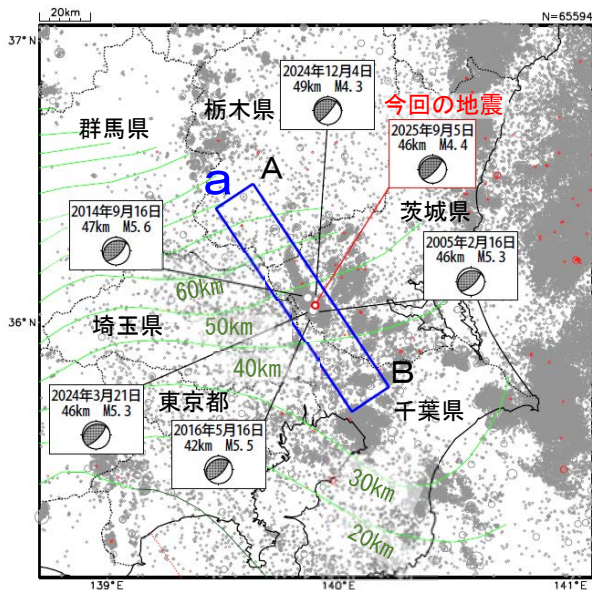 20km
N=65594
37°N
2024年12月4日
49km M4.3
栃木県
今回の地震
群馬県
2025年9月5日
46km M4.4
A
a
茨城県
2014年9月16日
47km M5.6
2005年2月16日
46km M5.3
60km
36°N
埼玉県
50km
40km
B
2024年3月21日
46km M5.3
東京都
千葉県
2016年5月16日
42km M5.5
30km
20km
139°E
140°E
141°E